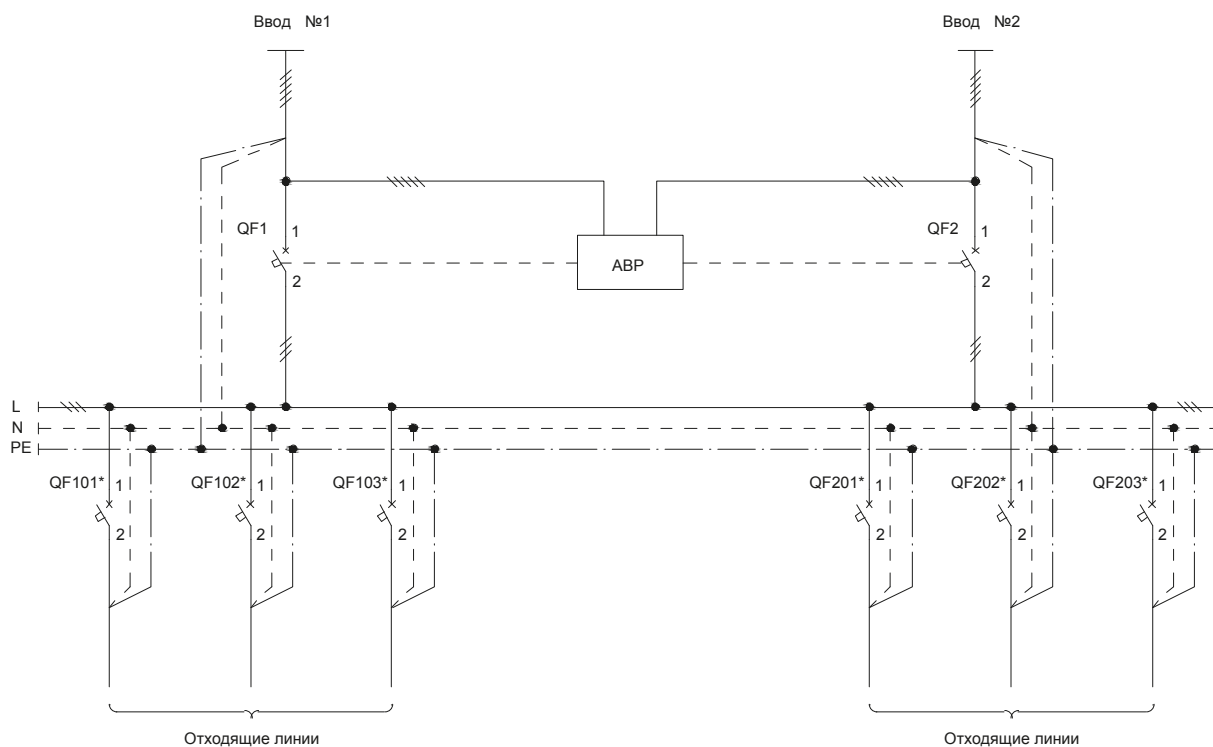 Ввод №1
Ввод №2
QF1
1
2
АВР
QF2
1
2
L
N
PE
QF101* 1
2
QF102* 1
2
QF103* 1
2
QF201* 1
2
QF202* 1
2
QF203* 1
2
Отходящие линии
Отходящие линии